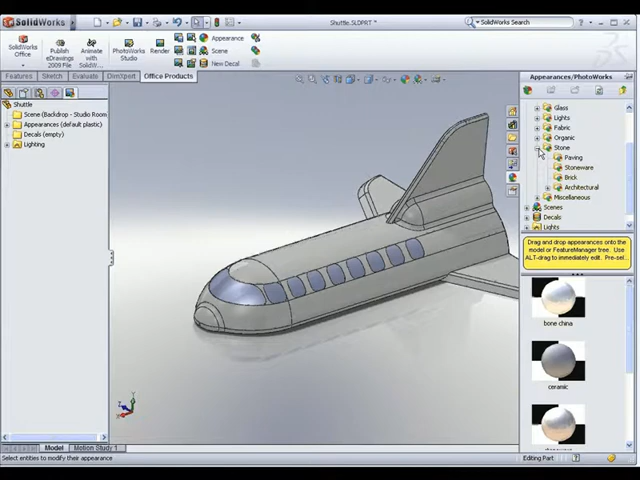 SolidWorks
Shuttle.SLDPRT *
SolidWorks Search
SolidWorks Office
Publish eDrawings 2009 File
Animate with SolidW...
PhotoWorks Studio
Render
Appearance
Scene
New Decal
Features
Sketch
Evaluate
DimXpert
Office Products
Shuttle
Scene (Backdrop - Studio Room
Appearances (default plastic)
Decals (empty)
Lighting
Appearances/PhotoWorks
Glass
Lights
Fabric
Organic
Stone
Paving
Stoneware
Brick
Architectural
Miscellaneous
Scenes
Decals
Lights
Drag and drop appearances onto the
model or FeatureManager tree. Use
ALT-drag to immediately edit. Pre-sel...
bone china
ceramic
Model
Motion Study 1
Select entities to modify their appearance
Editing Part